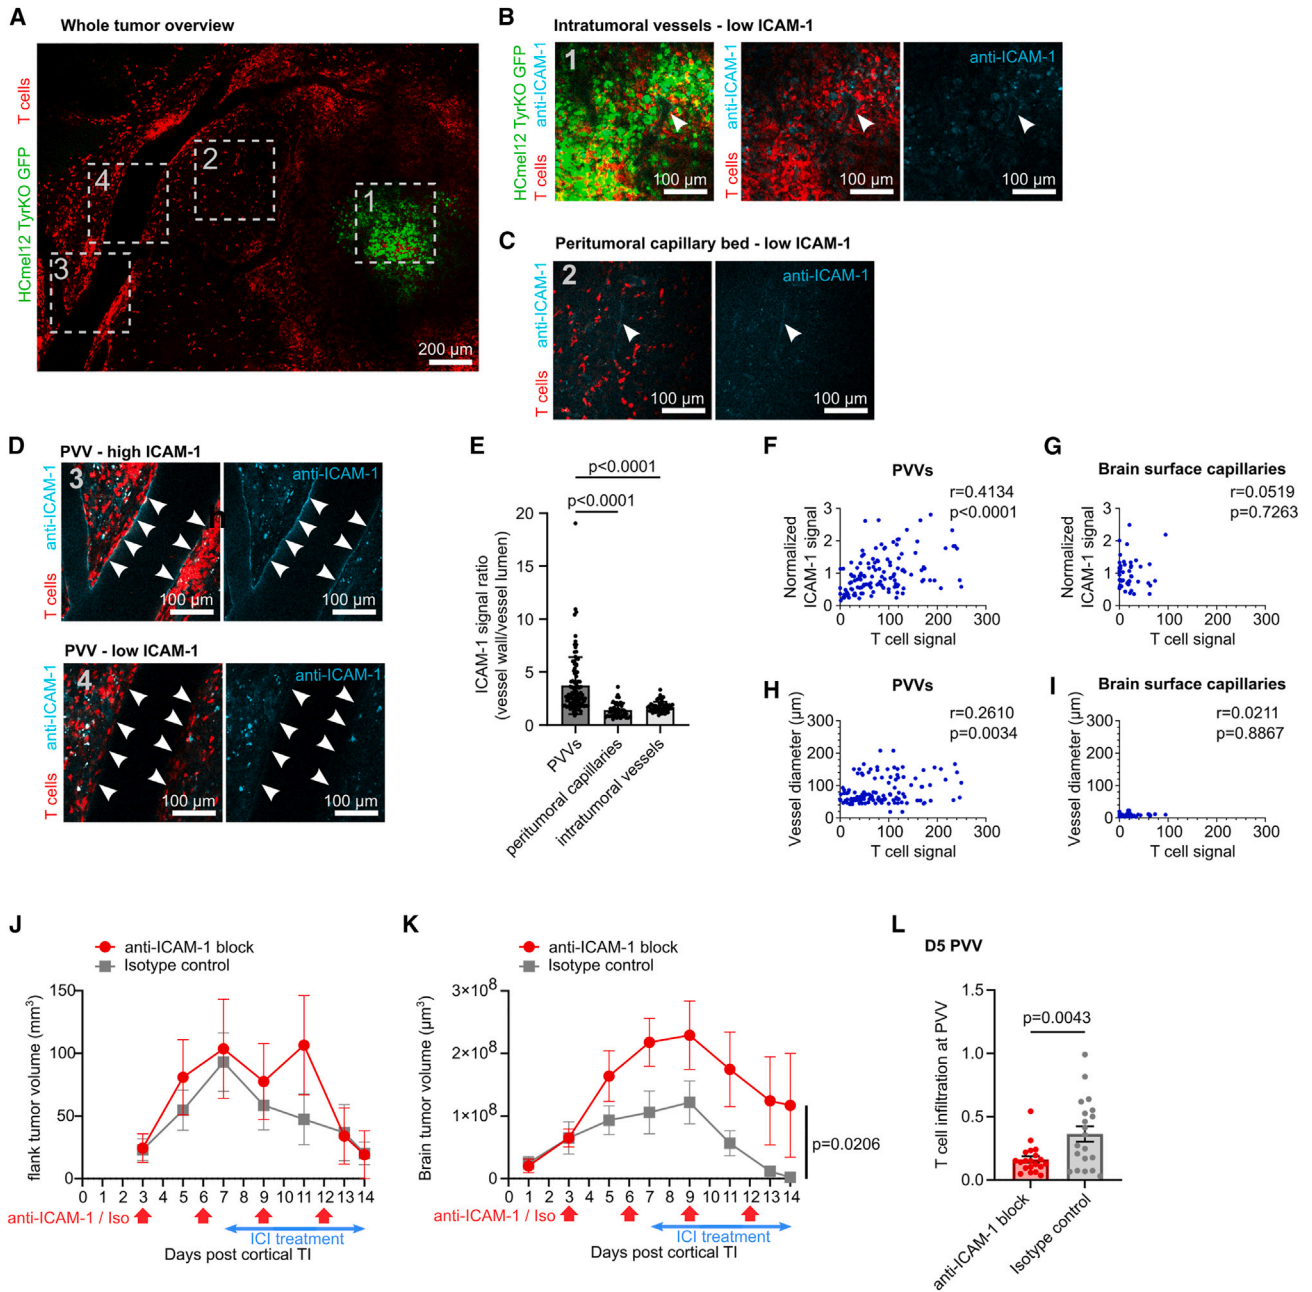 A
Whole tumor overview
HCmel12 TyrKO GFP T cells
1
2
3
4
200 µm
B
Intratumoral vessels - low ICAM-1
HCmel12 TyrKO GFP
T cells anti-ICAM-1
1
100 µm
T cells anti-ICAM-1
100 µm
anti-ICAM-1
100 µm
C
Peritumoral capillary bed - low ICAM-1
T cells anti-ICAM-1
2
100 µm
anti-ICAM-1
100 µm
D
PVV - high ICAM-1
T cells anti-ICAM-1
3
100 µm
anti-ICAM-1
100 µm
PVV - low ICAM-1
T cells anti-ICAM-1
4
100 µm
anti-ICAM-1
100 µm
E
p<0.0001
p<0.0001
ICAM-1 signal ratio
(vessel wall/vessel lumen)
20
15
10
5
0
PVVs
peritumoral capillaries
intratumoral vessels
F
PVVs
r=0.4134
p<0.0001
Normalized
ICAM-1 signal
3
2
1
0
0 100 200 300
T cell signal
G
Brain surface capillaries
r=0.0519
p=0.7263
Normalized
ICAM-1 signal
3
2
1
0
0 100 200 300
T cell signal
H
PVVs
r=0.2610
p=0.0034
Vessel diameter (µm)
300
200
100
0
0 100 200 300
T cell signal
I
Brain surface capillaries
r=0.0211
p=0.8867
Vessel diameter (µm)
300
200
100
0
0 100 200 300
T cell signal
J
anti-ICAM-1 block
Isotype control
flank tumor volume (mm³)
150
100
50
0
0 1 2 3 4 5 6 7 8 9 10 11 12 13 14
anti-ICAM-1 / Iso
ICI treatment
Days post cortical TI
K
anti-ICAM-1 block
Isotype control
Brain tumor volume (µm³)
3×10⁸
2×10⁸
1×10⁸
0
p=0.0206
0 1 2 3 4 5 6 7 8 9 10 11 12 13 14
anti-ICAM-1 / Iso
ICI treatment
Days post cortical TI
L
D5 PVV
p=0.0043
T cell infiltration at PVV
1.5
1.0
0.5
0.0
anti-ICAM-1 block
Isotype control